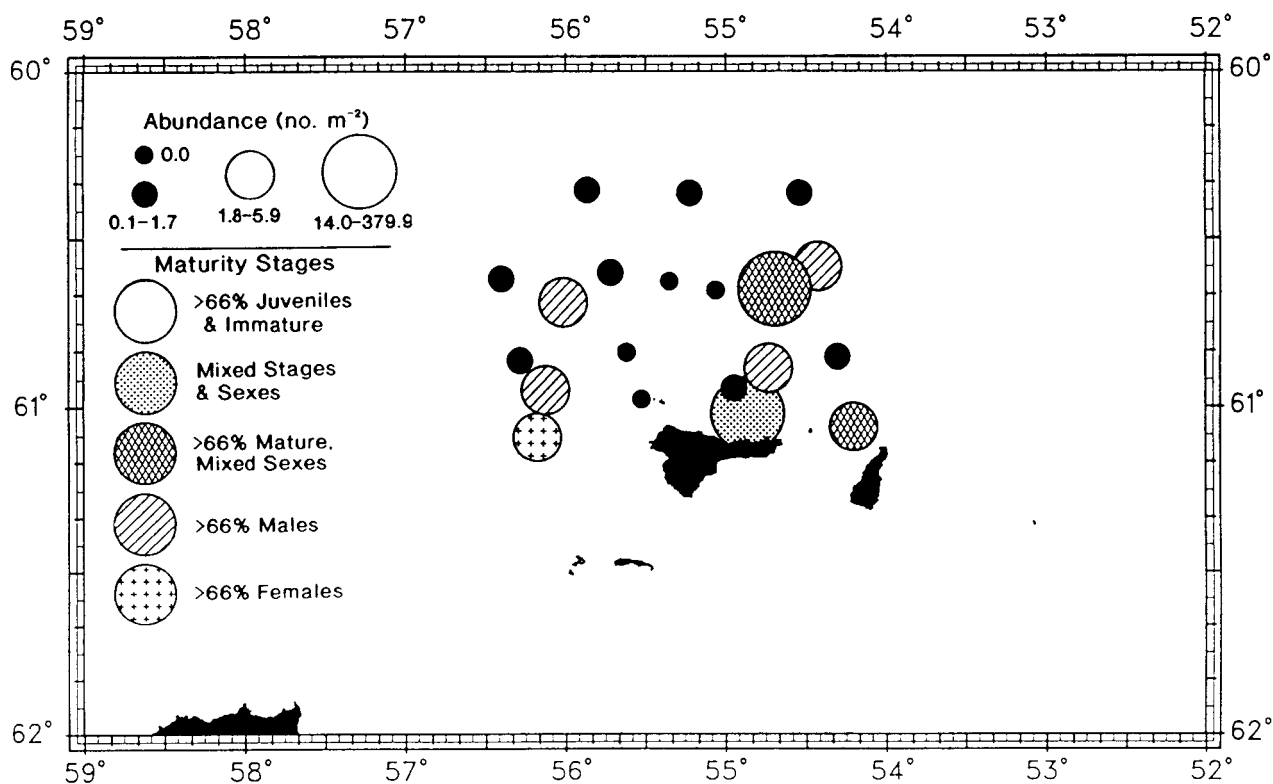 59° 58° 57° 56° 55° 54° 53° 52°
60° 60°
Abundance (no. m⁻²)
0.0
0.1–1.7 1.8–5.9 14.0–379.9
Maturity Stages
>66% Juveniles
& Immature
Mixed Stages
& Sexes
>66% Mature,
Mixed Sexes
>66% Males
>66% Females
61° 61°
62° 62°
59° 58° 57° 56° 55° 54° 53° 52°